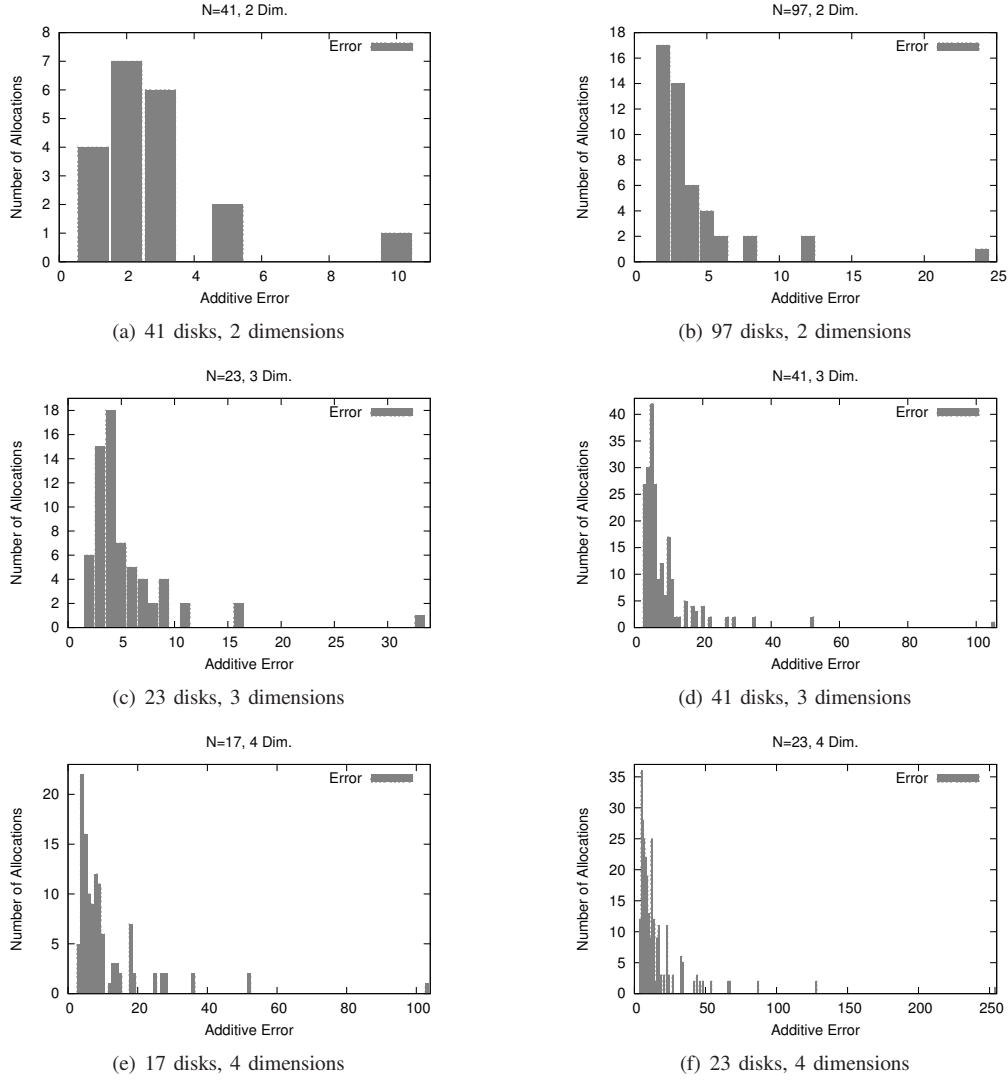 N=41, 2 Dim.
Number of Allocations
8
7
6
5
4
3
2
1
0
Error
0 2 4 6 8 10
Additive Error
(a) 41 disks, 2 dimensions
N=97, 2 Dim.
Number of Allocations
18
16
14
12
10
8
6
4
2
0
Error
0 5 10 15 20 25
Additive Error
(b) 97 disks, 2 dimensions
N=23, 3 Dim.
Number of Allocations
18
16
14
12
10
8
6
4
2
0
Error
0 5 10 15 20 25 30
Additive Error
(c) 23 disks, 3 dimensions
N=41, 3 Dim.
Number of Allocations
40
35
30
25
20
15
10
5
0
Error
0 20 40 60 80 100
Additive Error
(d) 41 disks, 3 dimensions
N=17, 4 Dim.
Number of Allocations
20
15
10
5
0
Error
0 20 40 60 80 100
Additive Error
(e) 17 disks, 4 dimensions
N=23, 4 Dim.
Number of Allocations
35
30
25
20
15
10
5
0
Error
0 50 100 150 200 250
Additive Error
(f) 23 disks, 4 dimensions